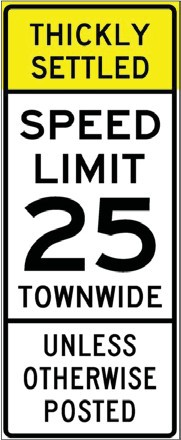 THICKLY
SETTLED
SPEED
LIMIT
25
TOWNWIDE
UNLESS
OTHERWISE
POSTED